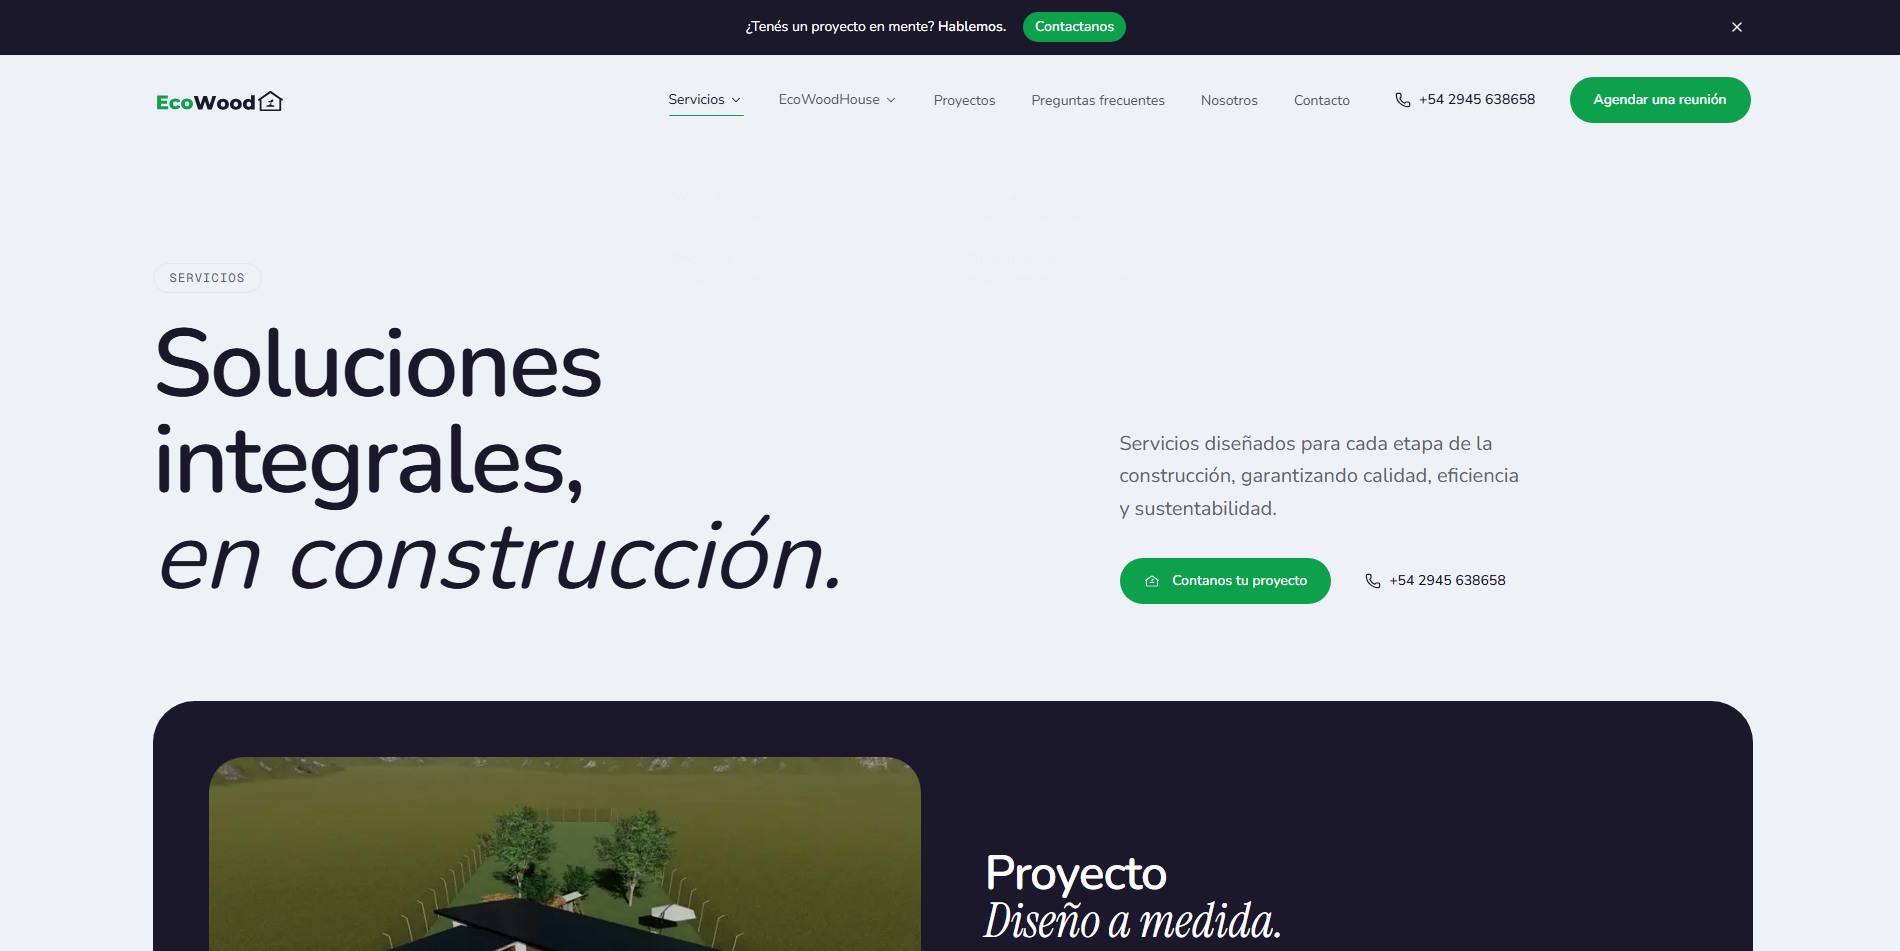 ¿Tenés un proyecto en mente? Hablemos. Contactanos
EcoWood Servicios EcoWoodHouse Proyectos Preguntas frecuentes Nosotros Contacto +54 2945 638658 Agendar una reunión
SERVICIOS
Soluciones
integrales,
en construcción.
Servicios diseñados para cada etapa de la
construcción, garantizando calidad, eficiencia
y sustentabilidad.
Contanos tu proyecto +54 2945 638658
Proyecto
Diseño a medida.